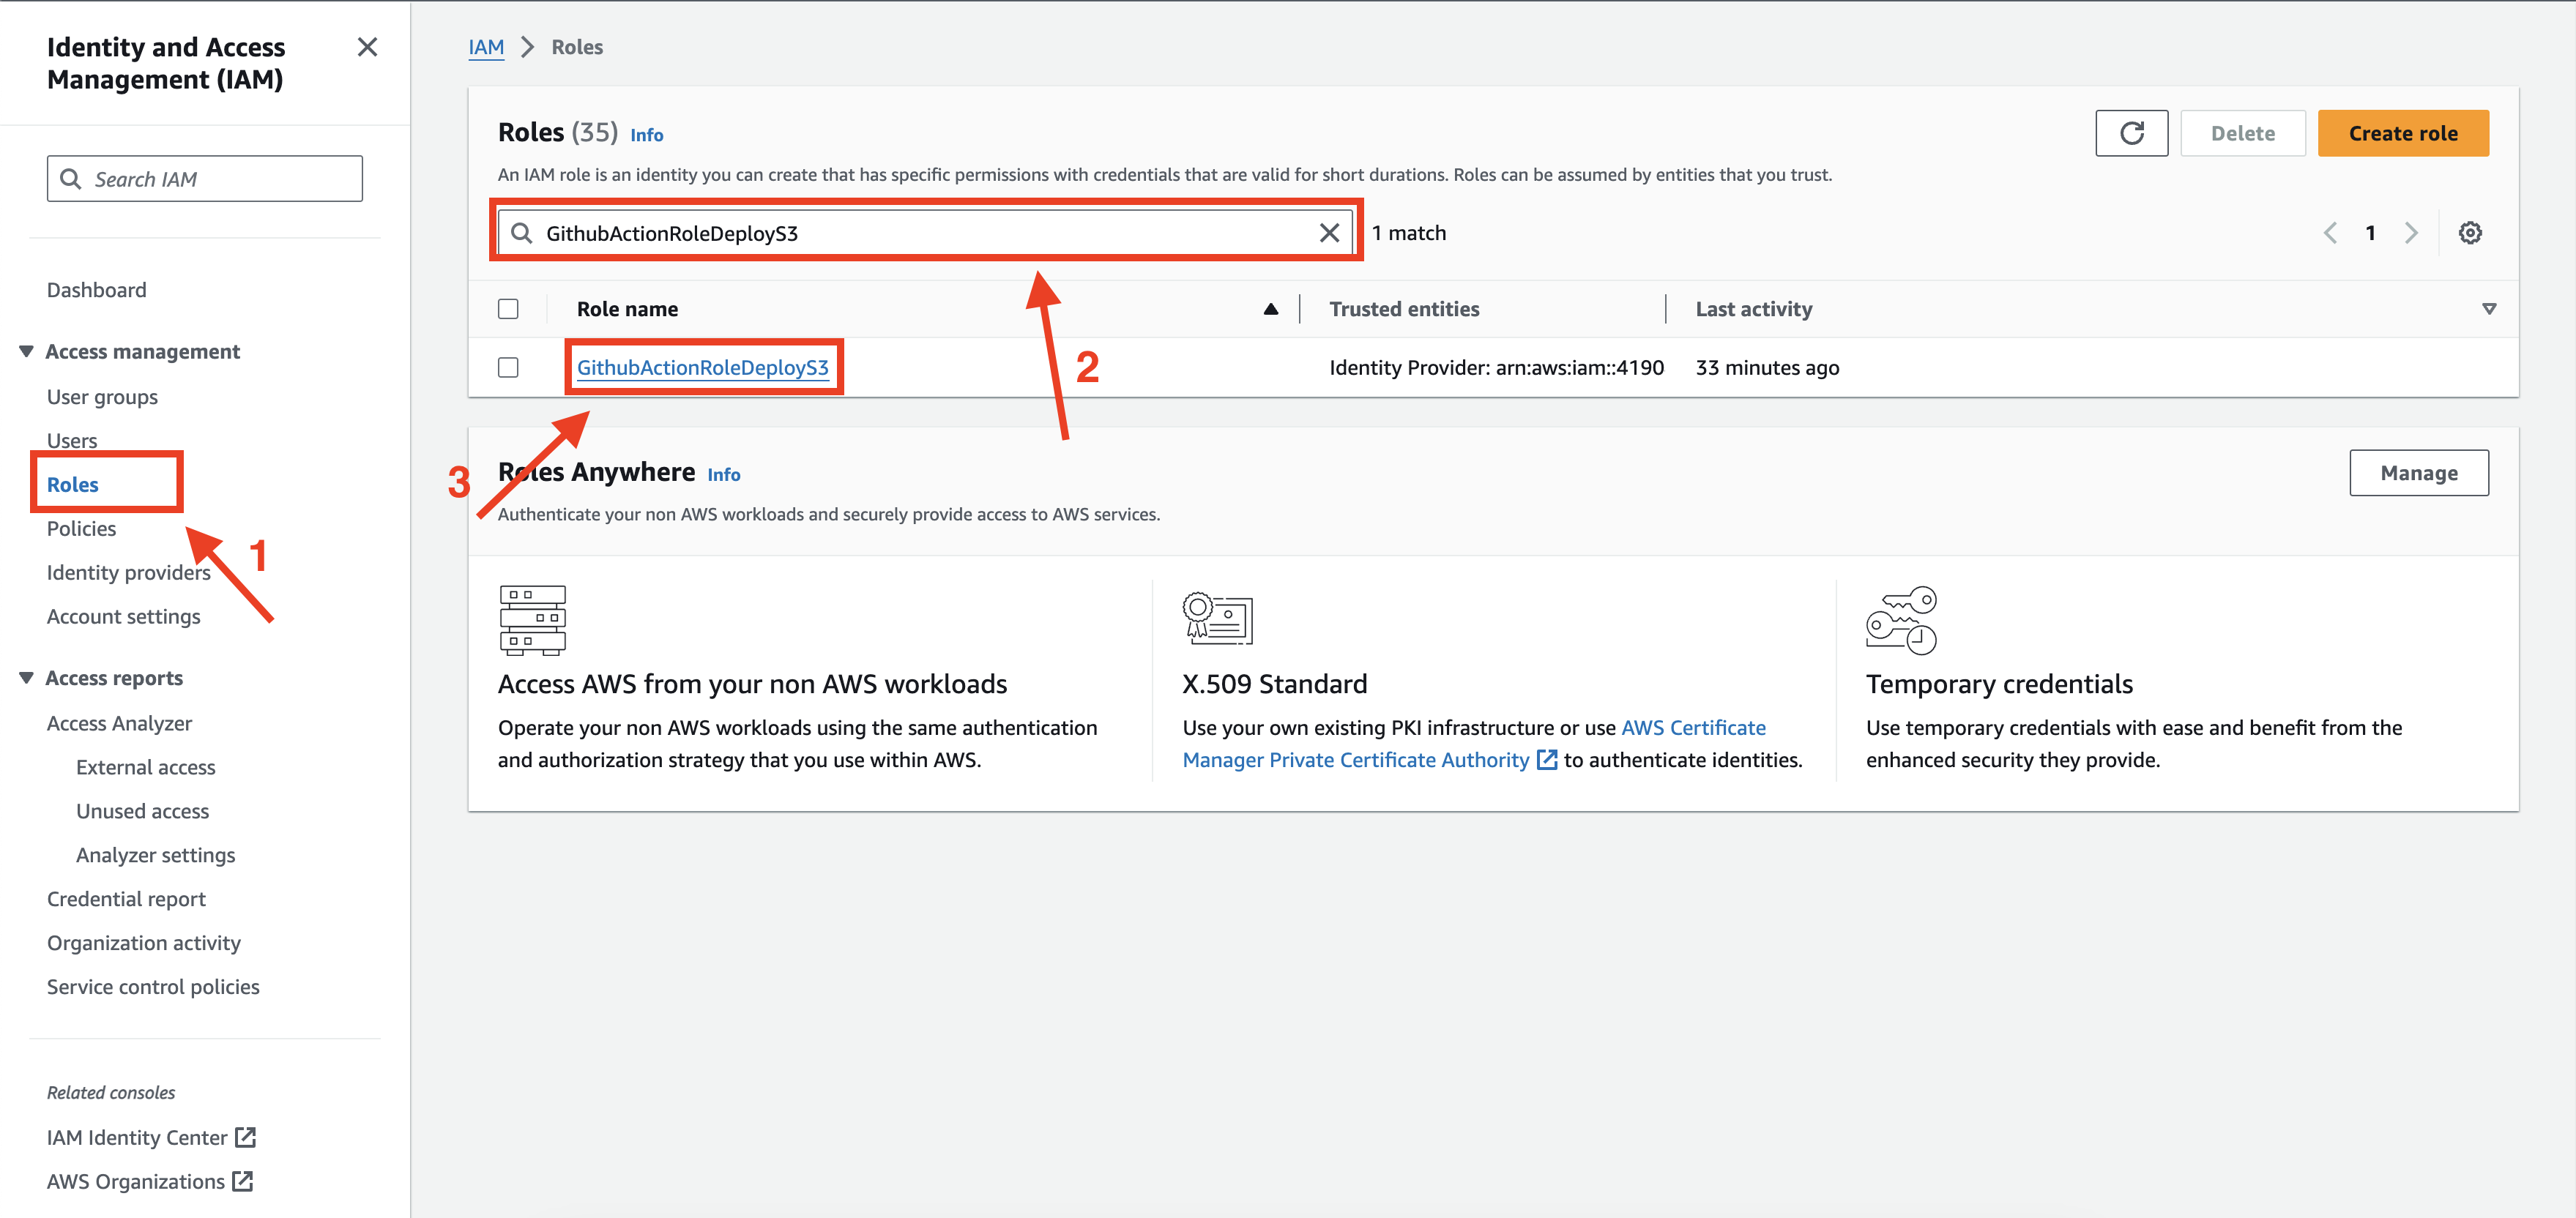 Identity and Access
Management (IAM)
Search IAM
Dashboard
Access management
User groups
Users
Roles
Policies
1
Identity providers
Account settings
Access reports
Access Analyzer
External access
Unused access
Analyzer settings
Credential report
Organization activity
Service control policies
Related consoles
IAM Identity Center
AWS Organizations
IAM > Roles
Roles (35) Info
Delete
Create role
An IAM role is an identity you can create that has specific permissions with credentials that are valid for short durations. Roles can be assumed by entities that you trust.
GithubActionRoleDeployS3
1 match
1
Role name
Trusted entities
Last activity
GithubActionRoleDeployS3
2
Identity Provider: arn:aws:iam::4190
33 minutes ago
3
Roles Anywhere Info
Manage
Authenticate your non AWS workloads and securely provide access to AWS services.
Access AWS from your non AWS workloads
Operate your non AWS workloads using the same authentication
and authorization strategy that you use within AWS.
X.509 Standard
Use your own existing PKI infrastructure or use AWS Certificate
Manager Private Certificate Authority to authenticate identities.
Temporary credentials
Use temporary credentials with ease and benefit from the
enhanced security they provide.